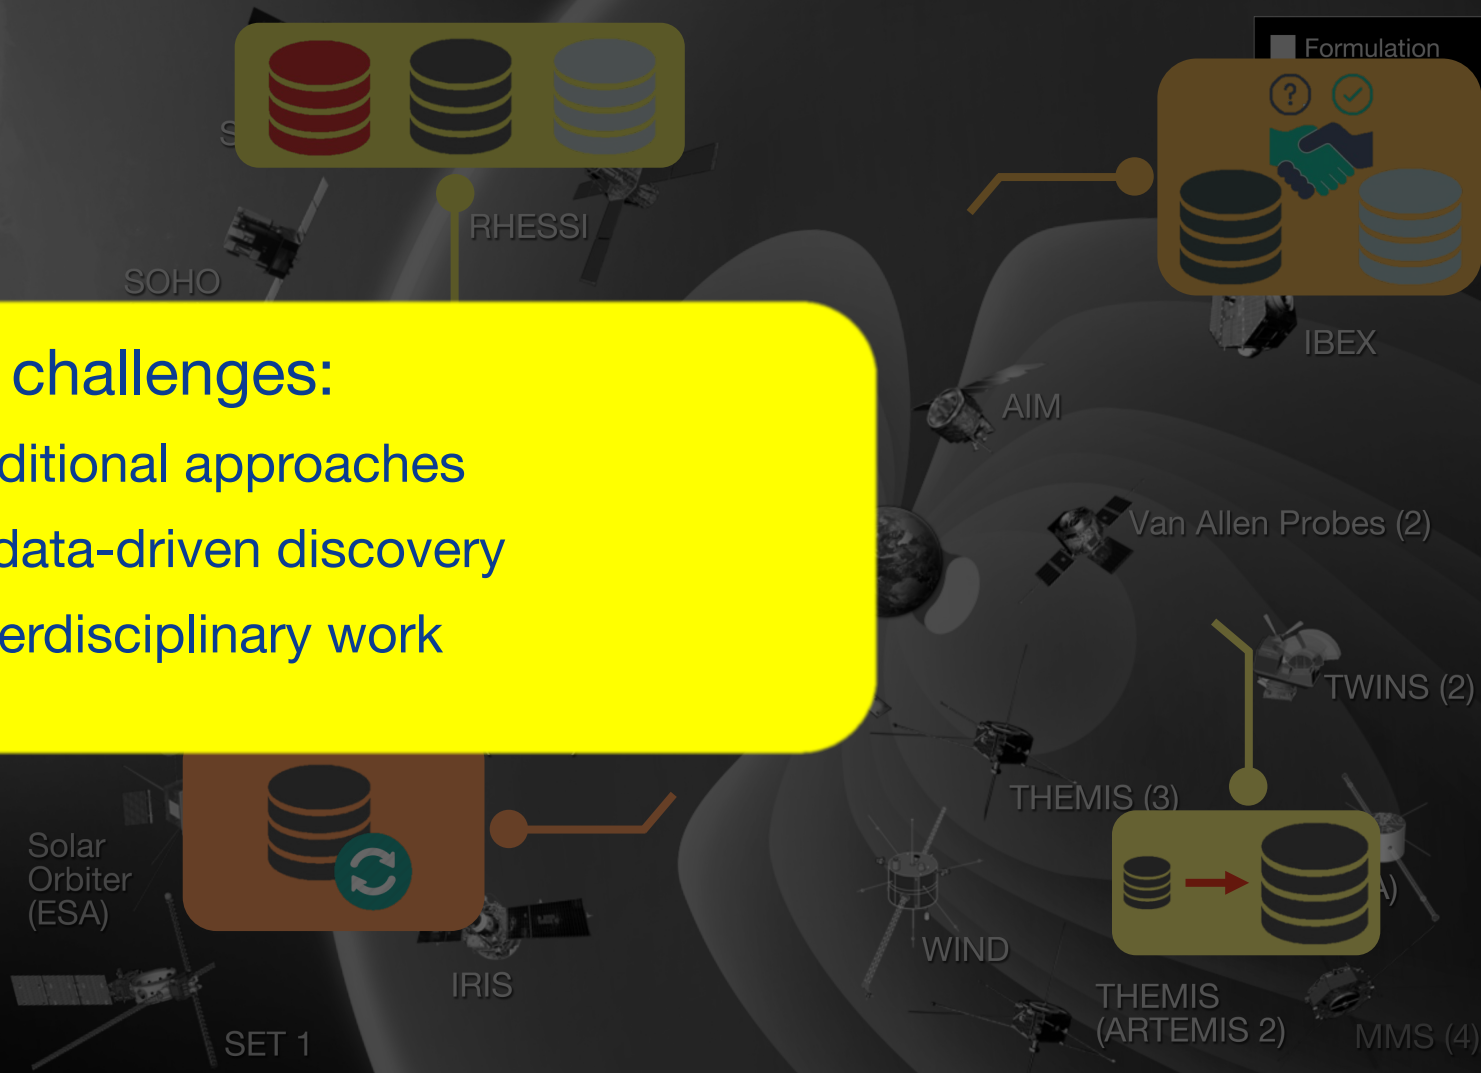 Formulation
RHESSI
SOHO
IBEX
challenges:
AIM
ditional approaches
Van Allen Probes (2)
data-driven discovery
erdisciplinary work
TWINS (2)
THEMIS (3)
Solar
Orbiter
(ESA)
WIND
IRIS
THEMIS
(ARTEMIS 2)
SET 1
MMS (4)